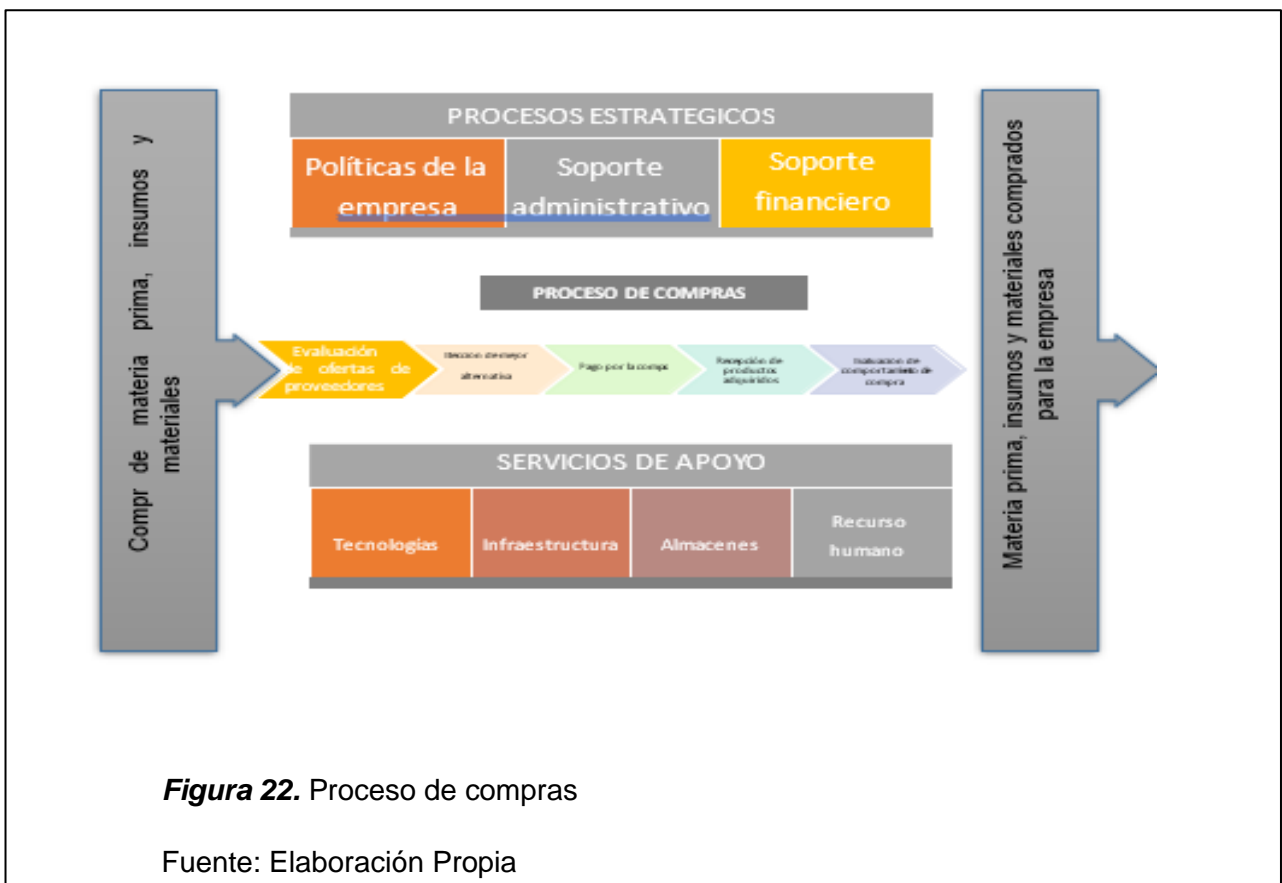 Compr de materia prima, insumos y
materiales
PROCESOS ESTRATEGICOS
Políticas de la
empresa
Soporte
administrativo
Soporte
financiero
PROCESO DE COMPRAS
Evaluación
de ofertas de
proveedores
de mejor
alternativa
Pago por la
Recepción de
productos
adquiridos
de
comportamiento de
compra
SERVICIOS DE APOYO
Tecnologías
Infraestructura
Almacenes
Recurso
humano
Materia prima, insumos y materiales comprados
para la empresa
Figura 22. Proceso de compras
Fuente: Elaboración Propia